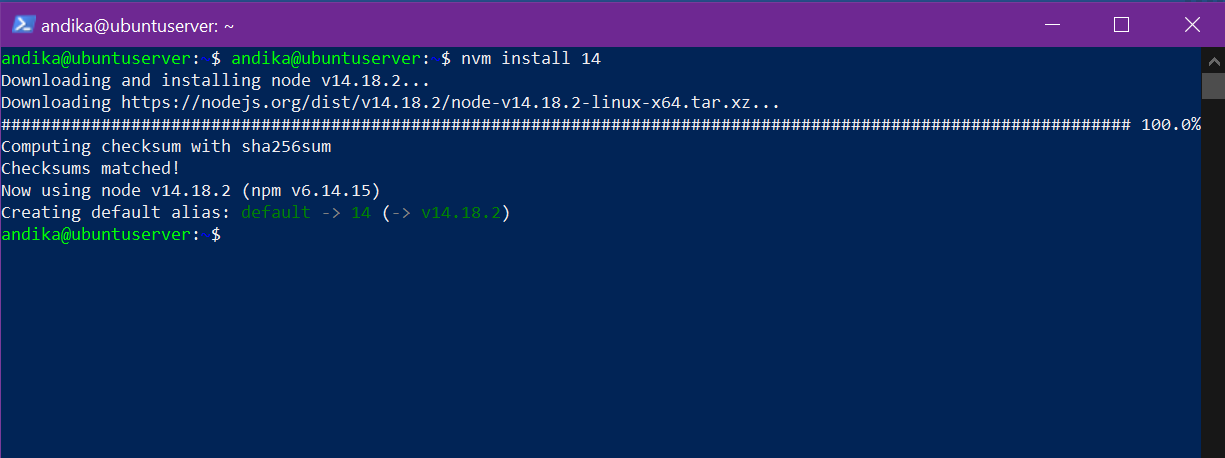 andika@ubuntuserver: ~
andika@ubuntuserver:~$ andika@ubuntuserver:~$ nvm install 14
Downloading and installing node v14.18.2...
Downloading https://nodejs.org/dist/v14.18.2/node-v14.18.2-linux-x64.tar.xz...
################################################################################################################# 100.0%
Computing checksum with sha256sum
Checksums matched!
Now using node v14.18.2 (npm v6.14.15)
Creating default alias: default -> 14 (-> v14.18.2)
andika@ubuntuserver:~$